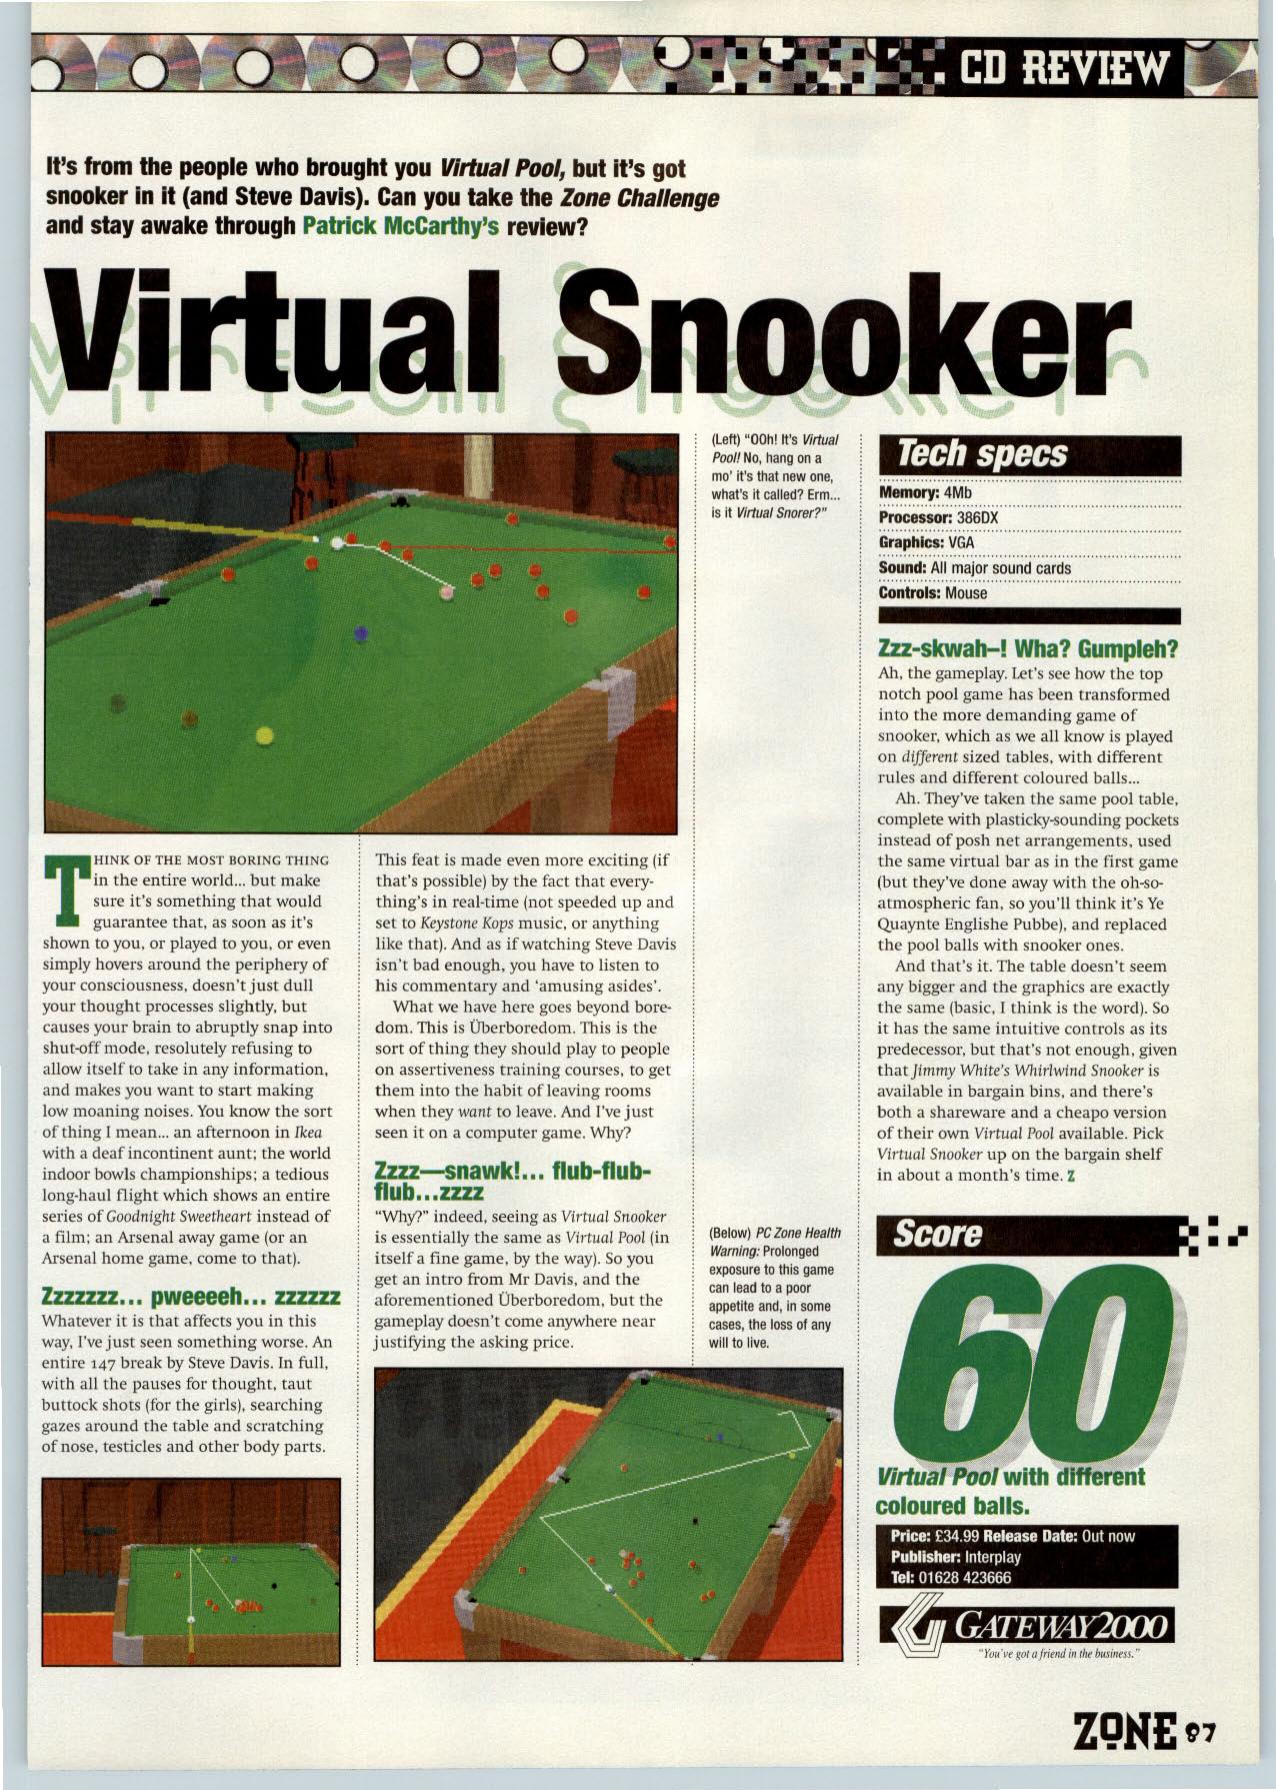 CD REVIEW
It's from the people who brought you Virtual Pool, but it's got
snooker in it (and Steve Davis). Can you take the Zone Challenge
and stay awake through Patrick McCarthy's review?
Virtual Snooker
(Left) "OOh! It's Virtual
Pool! No, hang on a
mo' it's that new one,
what's it called? Erm...
is it Virtual Snorer?"
THINK OF THE MOST BORING THING
in the entire world... but make
sure it's something that would
guarantee that, as soon as it's
shown to you, or played to you, or even
simply hovers around the periphery of
your consciousness, doesn't just dull
your thought processes slightly, but
causes your brain to abruptly snap into
shut-off mode, resolutely refusing to
allow itself to take in any information,
and makes you want to start making
low moaning noises. You know the sort
of thing I mean... an afternoon in Ikea
with a deaf incontinent aunt; the world
indoor bowls championships; a tedious
long-haul flight which shows an entire
series of Goodnight Sweetheart instead of
a film; an Arsenal away game (or an
Arsenal home game, come to that).
Zzzzzzz... pweeeeh... zzzzzz
Whatever it is that affects you in this
way, I've just seen something worse. An
entire 147 break by Steve Davis. In full,
with all the pauses for thought, taut
buttock shots (for the girls), searching
gazes around the table and scratching
of nose, testicles and other body parts.
This feat is made even more exciting (if
that's possible) by the fact that every-
thing's in real-time (not speeded up and
set to Keystone Kops music, or anything
like that). And as if watching Steve Davis
isn't bad enough, you have to listen to
his commentary and 'amusing asides'.
What we have here goes beyond bore-
dom. This is Überboredom. This is the
sort of thing they should play to people
on assertiveness training courses, to get
them into the habit of leaving rooms
when they want to leave. And I've just
seen it on a computer game. Why?
Zzzz—snawk!... flub-flub-
flub...zzzz
"Why?" indeed, seeing as Virtual Snooker
is essentially the same as Virtual Pool (in
itself a fine game, by the way). So you
get an intro from Mr Davis, and the
aforementioned Überboredom, but the
gameplay doesn't come anywhere near
justifying the asking price.
(Below) PC Zone Health
Warning: Prolonged
exposure to this game
can lead to a poor
appetite and, in some
cases, the loss of any
will to live.
Tech specs
Memory: 4Mb
Processor: 386DX
Graphics: VGA
Sound: All major sound cards
Controls: Mouse
Zzz-skwah–! Wha? Gumpleh?
Ah, the gameplay. Let's see how the top
notch pool game has been transformed
into the more demanding game of
snooker, which as we all know is played
on different sized tables, with different
rules and different coloured balls...
Ah. They've taken the same pool table,
complete with plasticky-sounding pockets
instead of posh net arrangements, used
the same virtual bar as in the first game
(but they've done away with the oh-so-
atmospheric fan, so you'll think it's Ye
Quaynte Englishe Pubbe), and replaced
the pool balls with snooker ones.
And that's it. The table doesn't seem
any bigger and the graphics are exactly
the same (basic, I think is the word). So
it has the same intuitive controls as its
predecessor, but that's not enough, given
that Jimmy White's Whirlwind Snooker is
available in bargain bins, and there's
both a shareware and a cheapo version
of their own Virtual Pool available. Pick
Virtual Snooker up on the bargain shelf
in about a month's time. Z
Score
60
Virtual Pool with different
coloured balls.
Price: £34.99 Release Date: Out now
Publisher: Interplay
Tel: 01628 423666
GATEWAY2000
"You've got a friend in the business."
ZONE 87